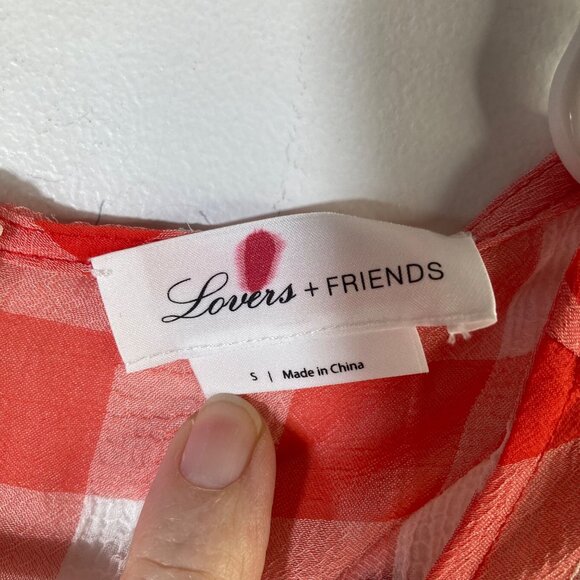 Lovers + FRIENDS
S | Made in China